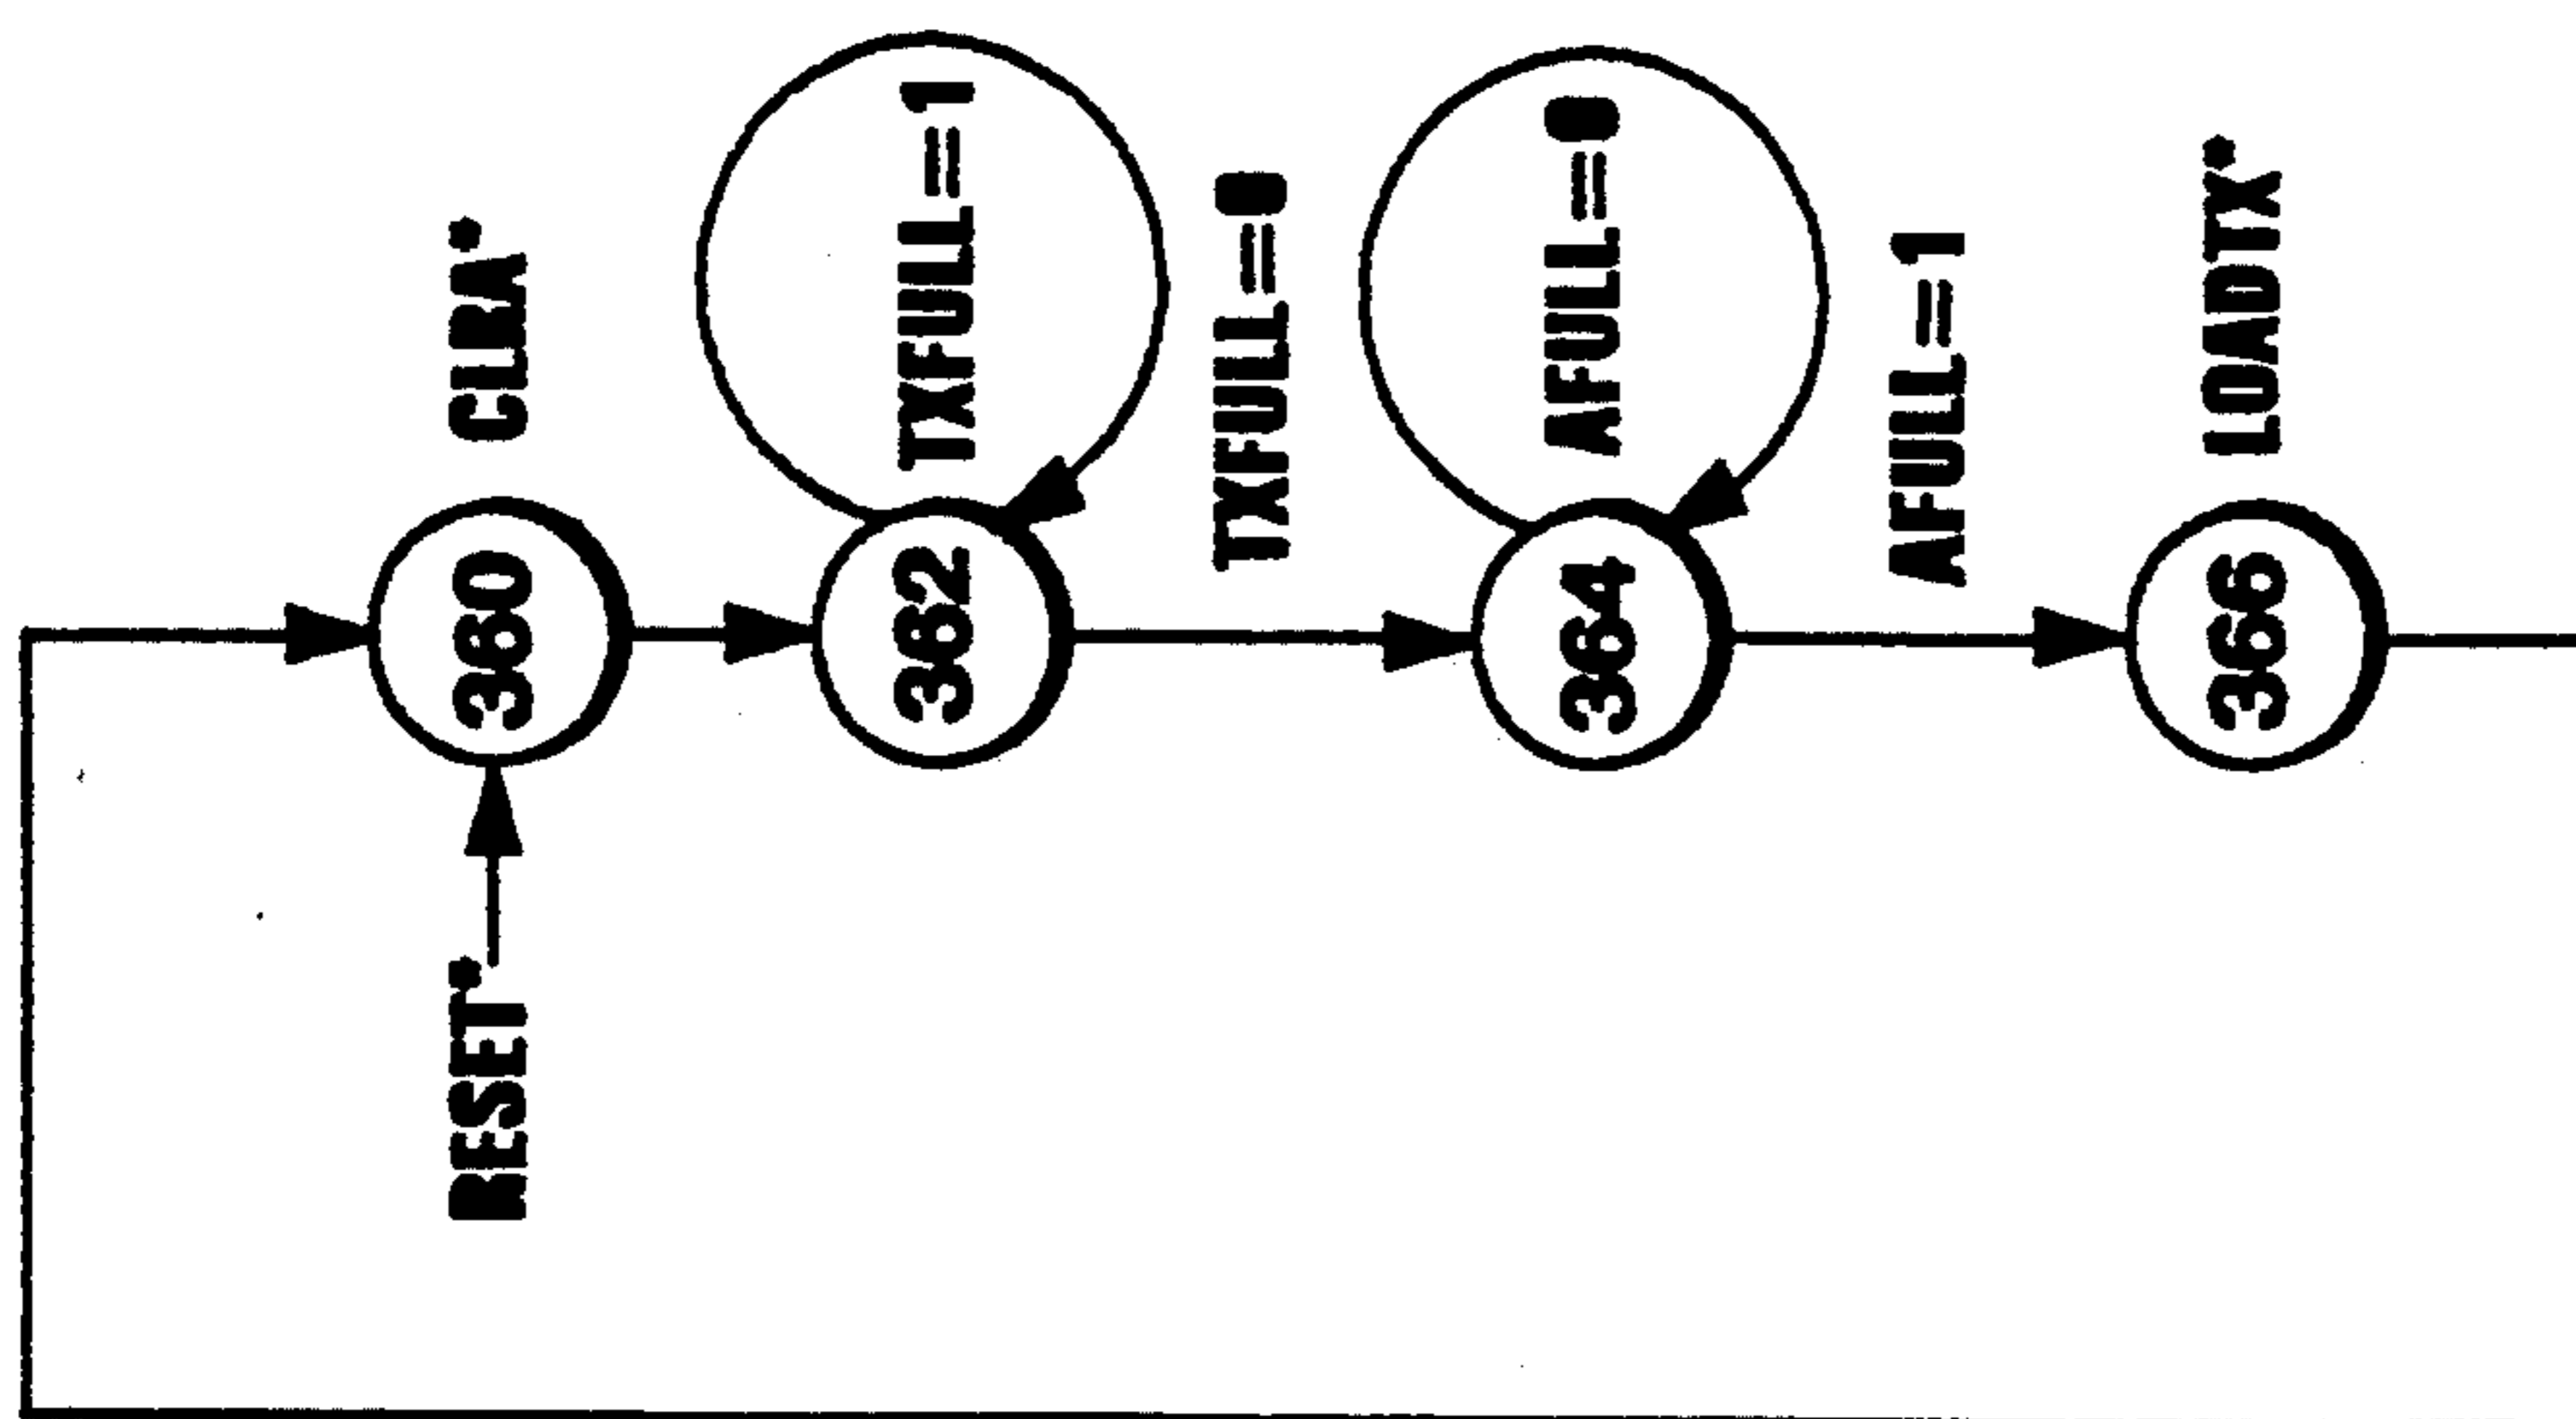 RESET*
360
CLRA*
362
TXFULL=1
TXFULL=0
364
AFULL=0
AFULL=1
366
LOADTX*